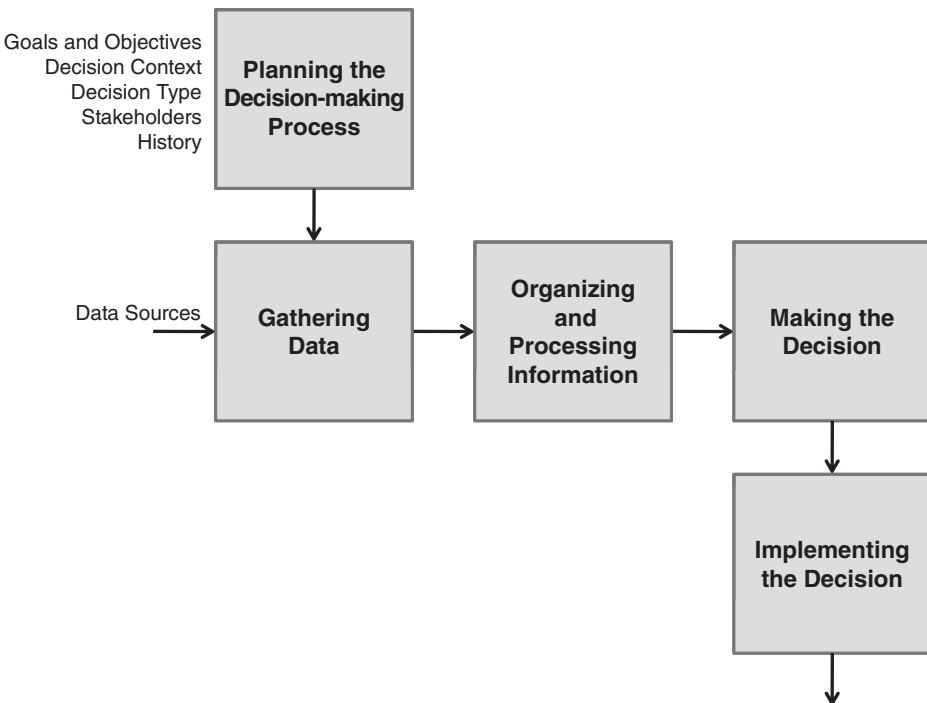 Goals and Objectives
Decision Context
Decision Type
Stakeholders
History
Planning the
Decision-making
Process
Data Sources
Gathering
Data
Organizing
and
Processing
Information
Making the
Decision
Implementing
the Decision